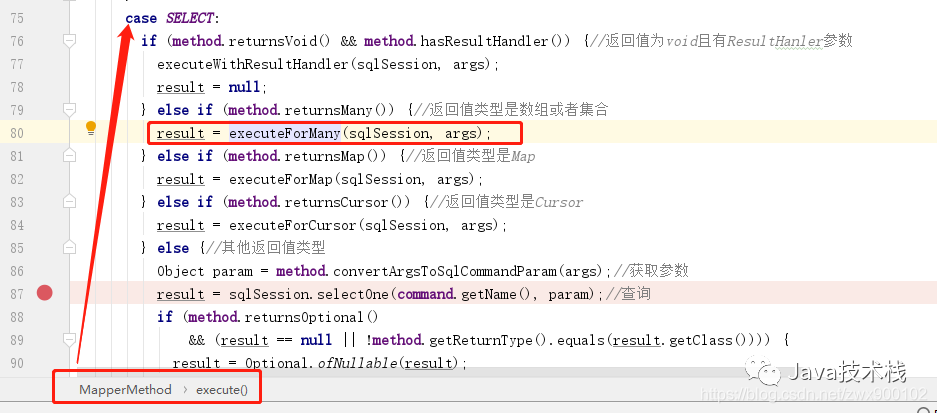 75 case SELECT:
76 if (method.returnsVoid() && method.hasResultHandler()) {//返回值为void且有ResultHanler参数
77 executeWithResultHandler(sqlSession, args);
78 result = null;
79 } else if (method.returnsMany()) {//返回值类型是数组或者集合
80 result = executeForMany(sqlSession, args);
81 } else if (method.returnsMap()) {//返回值类型是Map
82 result = executeForMap(sqlSession, args);
83 } else if (method.returnsCursor()) {//返回值类型是Cursor
84 result = executeForCursor(sqlSession, args);
85 } else {//其他返回值类型
86 Object param = method.convertArgsToSqlCommandParam(args);//获取参数
87 result = sqlSession.selectOne(command.getName(), param);//查询
88 if (method.returnsOptional()
89 && (result == null || !method.getReturnType().equals(result.getClass()))) {
90 result = Optional.ofNullable(result);
Java技术栈
MapperMethod > execute()
https://blog.csdn.net/zwx900102